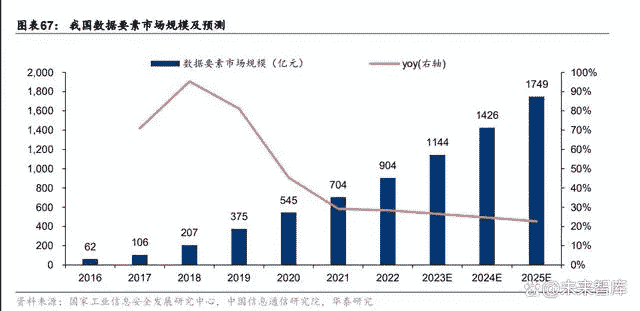 图表67: 我国数据要素市场规模及预测
数据要素市场规模（亿元） yoy(右轴)
2,000 100%
1,800 90%
1,600 80%
1,400 70%
1,200 60%
1,000 50%
800 40%
600 30%
400 20%
200 10%
0 0%
62 106 207 375 545 704 904 1144 1426 1749
2016 2017 2018 2019 2020 2021 2022 2023E 2024E 2025E
资料来源：国家工业信息安全发展研究中心，中国信息通信研究院，华泰研究
未来智库